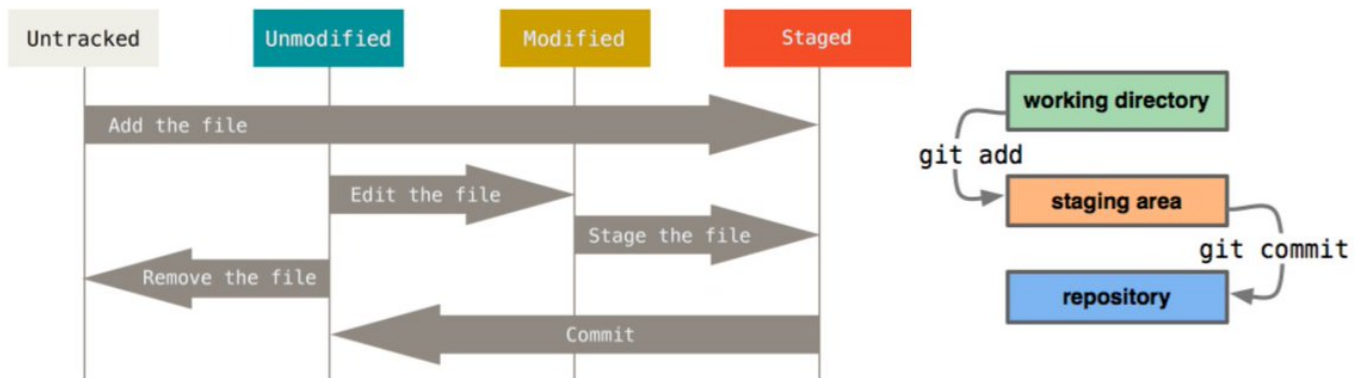 Untracked
Unmodified
Modified
Staged
Add the file
Edit the file
Stage the file
Remove the file
Commit
working directory
git add
staging area
git commit
repository